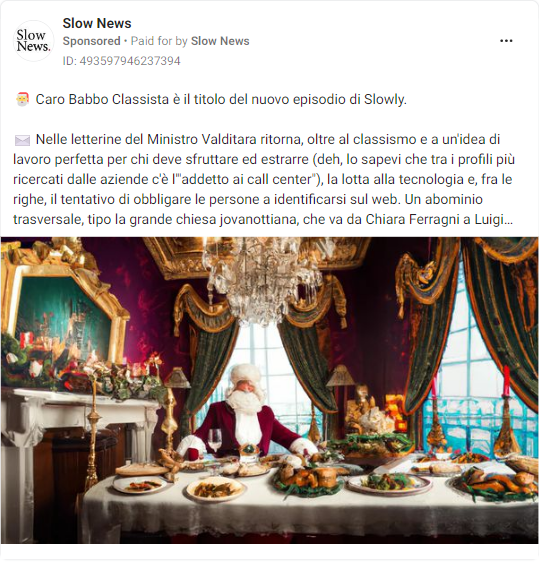 Slow News
Slow
News.
Sponsored • Paid for by Slow News
ID: 493597946237394
🎅 Caro Babbo Classista è il titolo del nuovo episodio di Slowly.
✉️ Nelle letterine del Ministro Valditara ritorna, oltre al classismo e a un'idea di
lavoro perfetta per chi deve sfruttare ed estrarre (deh, lo sapevi che tra i profili più
ricercati dalle aziende c'è l'"addetto ai call center"), la lotta alla tecnologia e, fra le
righe, il tentativo di obbligare le persone a identificarsi sul web. Un abominio
trasversale, tipo la grande chiesa jovanottiana, che va da Chiara Ferragni a Luigi...